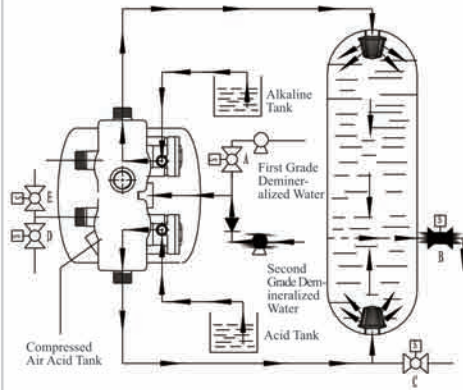 Alkaline
Tank
A
First Grade
Deminer-
alized Water
E
D
B
Second
Grade Dem-
ineralized
Water
Acid Tank
Compressed
Air Acid Tank
C